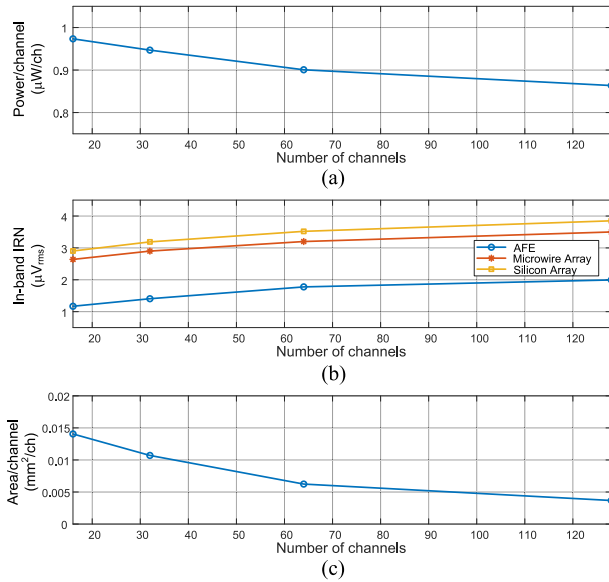 1
0.9
0.8
Power/channel
(μW/ch)
20 30 40 50 60 70 80 90 100 110 120
Number of channels
(a)
4
3
2
1
In-band IRN
(μVrms)
AFE
Microwire Array
Silicon Array
20 30 40 50 60 70 80 90 100 110 120
Number of channels
(b)
0.02
0.015
0.01
0.005
0
Area/channel
(mm²/ch)
20 30 40 50 60 70 80 90 100 110 120
Number of channels
(c)